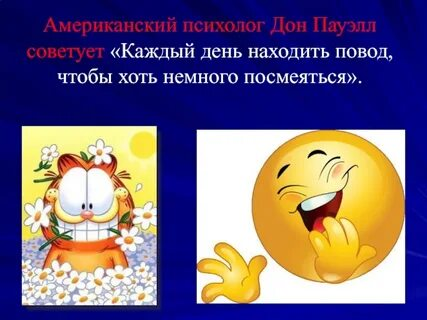 Американский психолог Дон Пауэлл
советует «Каждый день находить повод,
чтобы хоть немного посмеяться».